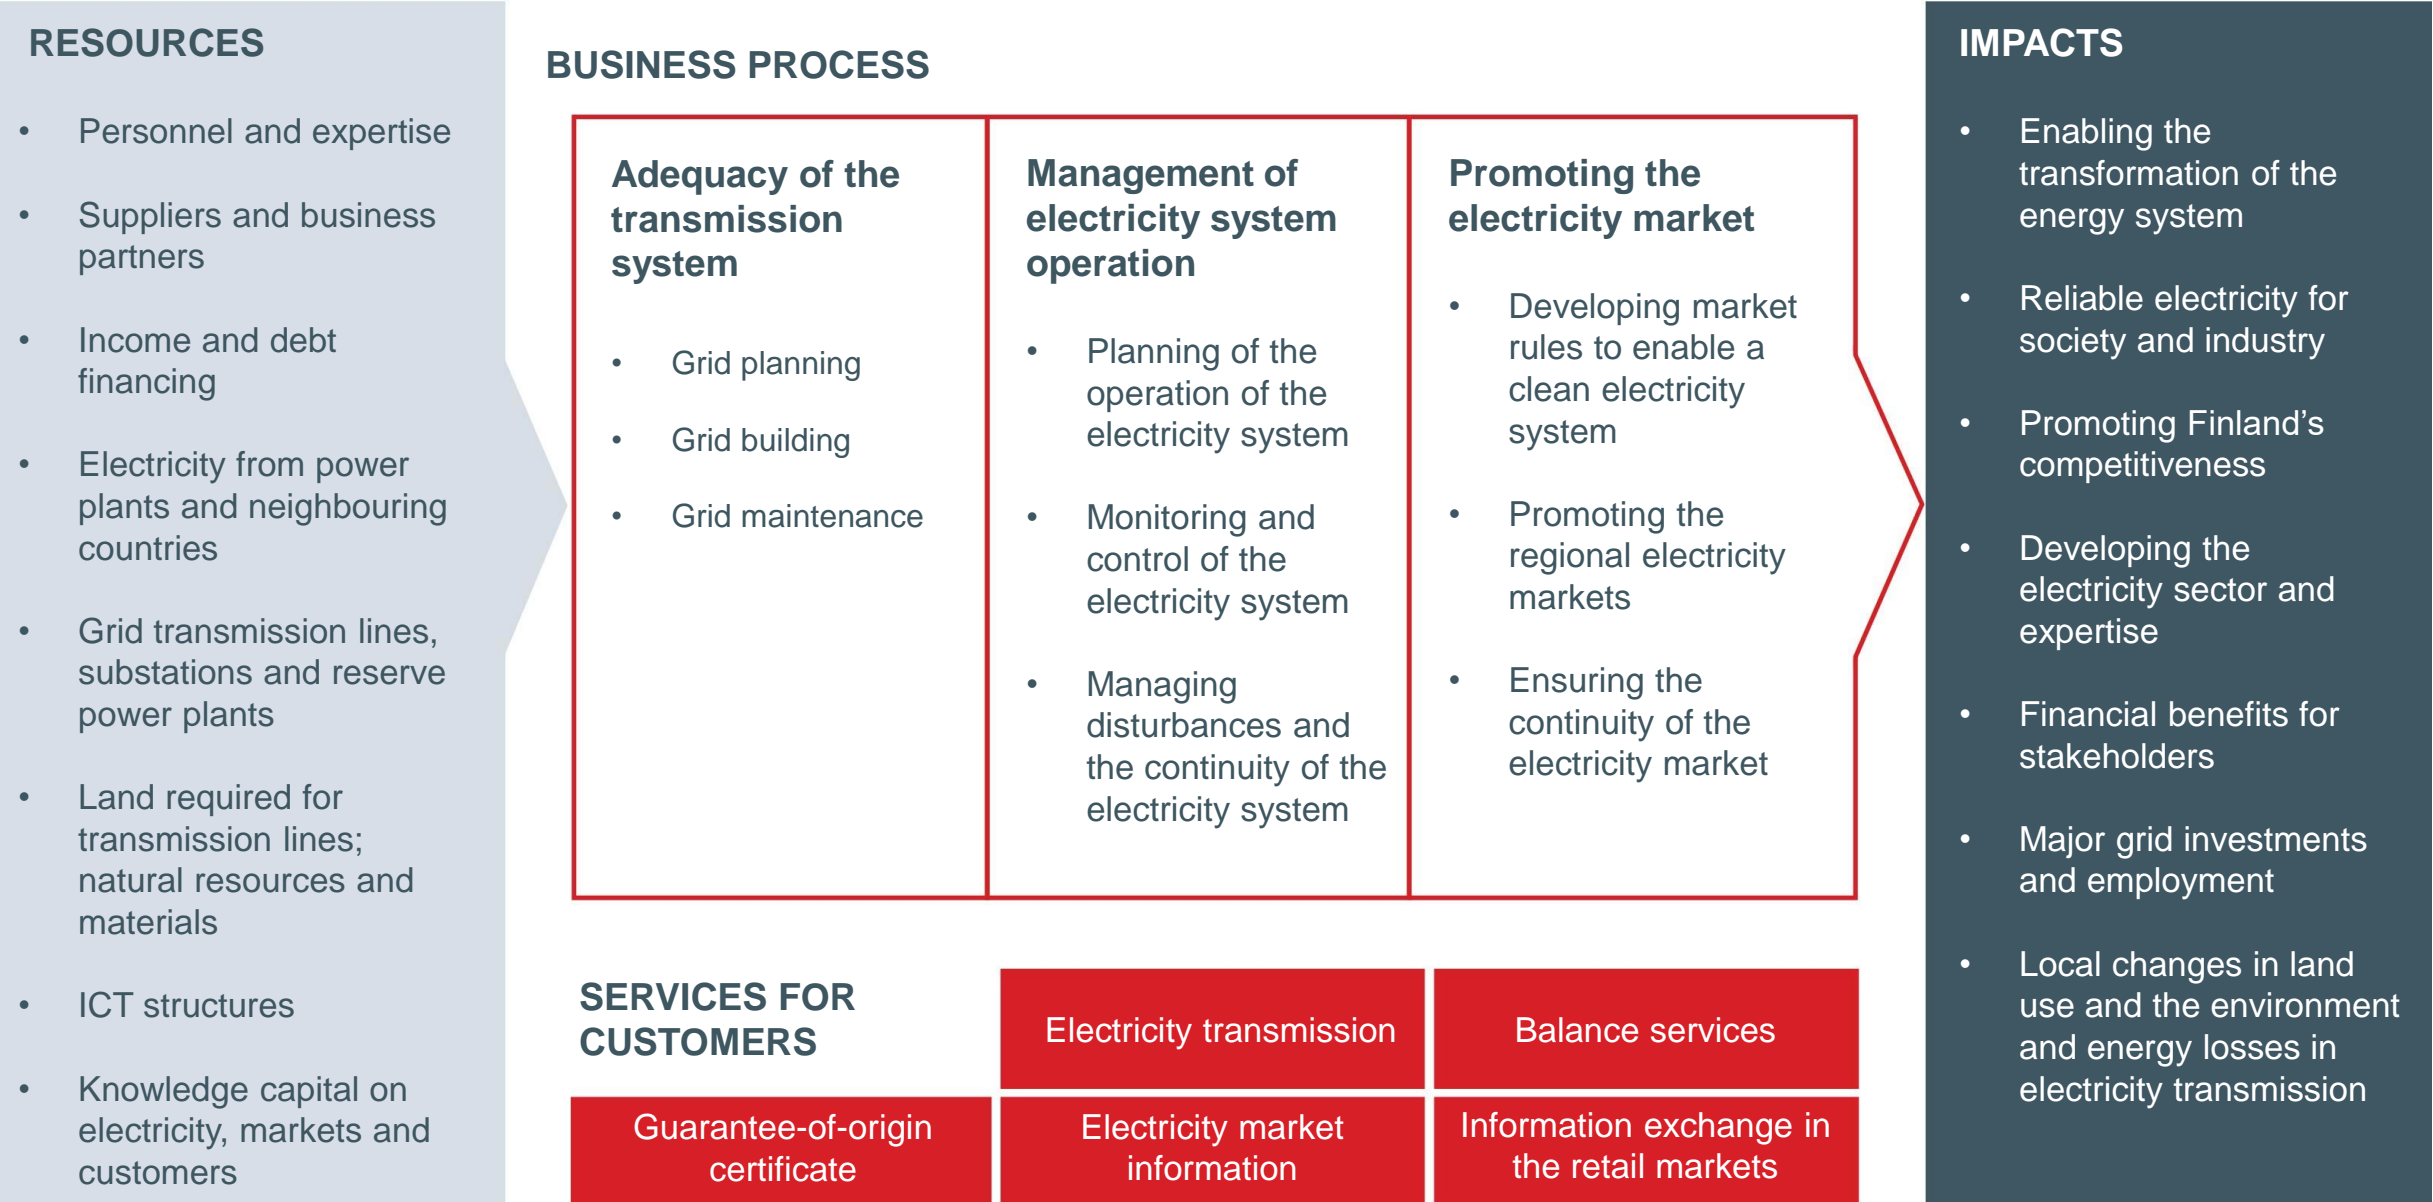 RESOURCES
• Personnel and expertise
• Suppliers and business
partners
• Income and debt
financing
• Electricity from power
plants and neighbouring
countries
• Grid transmission lines,
substations and reserve
power plants
• Land required for
transmission lines;
natural resources and
materials
• ICT structures
• Knowledge capital on
electricity, markets and
customers
BUSINESS PROCESS
Adequacy of the
transmission
system
• Grid planning
• Grid building
• Grid maintenance
Management of
electricity system
operation
• Planning of the
operation of the
electricity system
• Monitoring and
control of the
electricity system
• Managing
disturbances and
the continuity of the
electricity system
Promoting the
electricity market
• Developing market
rules to enable a
clean electricity
system
• Promoting the
regional electricity
markets
• Ensuring the
continuity of the
electricity market
SERVICES FOR
CUSTOMERS
Electricity transmission
Balance services
Guarantee-of-origin
certificate
Electricity market
information
Information exchange in
the retail markets
IMPACTS
• Enabling the
transformation of the
energy system
• Reliable electricity for
society and industry
• Promoting Finland’s
competitiveness
• Developing the
electricity sector and
expertise
• Financial benefits for
stakeholders
• Major grid investments
and employment
• Local changes in land
use and the environment
and energy losses in
electricity transmission